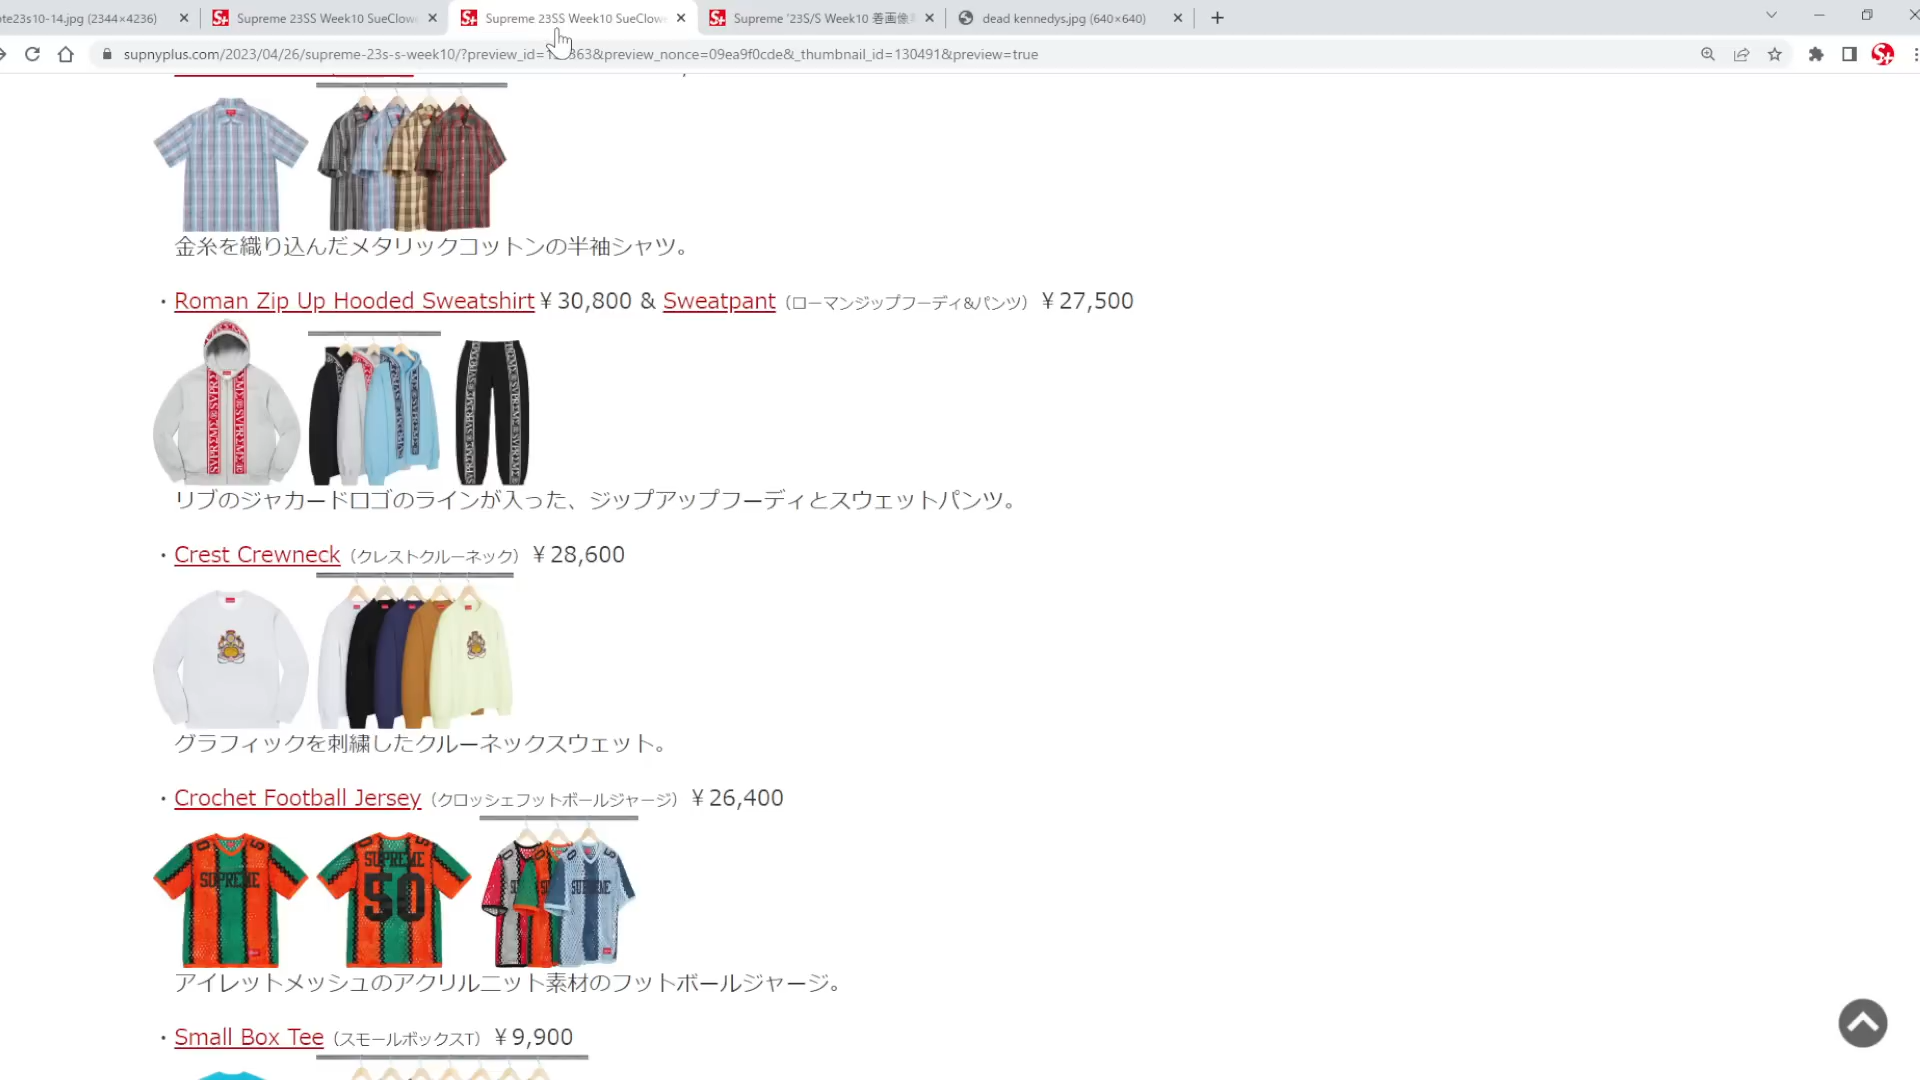 te23s10-14.jpg (2344×4236)
Supreme 23SS Week10 SueClow
Supreme 23SS Week10 SueClow
Supreme '23S/S Week10 着画像
dead kennedys.jpg (640×640)
supnyplus.com/2023/04/26/supreme-23s-s-week10/?preview_id=1 363&preview_nonce=09ea9f0cde&_thumbnail_id=130491&preview=true
金糸を織り込んだメタリックコットンの半袖シャツ。
・Roman Zip Up Hooded Sweatshirt￥30,800 & Sweatpant（ローマンジップフーディ&パンツ）￥27,500
リブのジャカードロゴのラインが入った、ジップアップフーディとスウェットパンツ。
・Crest Crewneck（クレストクルーネック）￥28,600
グラフィックを刺繍したクルーネックスウェット。
・Crochet Football Jersey（クロッシェフットボールジャージ）￥26,400
SUPREME
SUPREME
50
SUPREME
アイレットメッシュのアクリルニット素材のフットボールジャージ。
・Small Box Tee（スモールボックスT）￥9,900